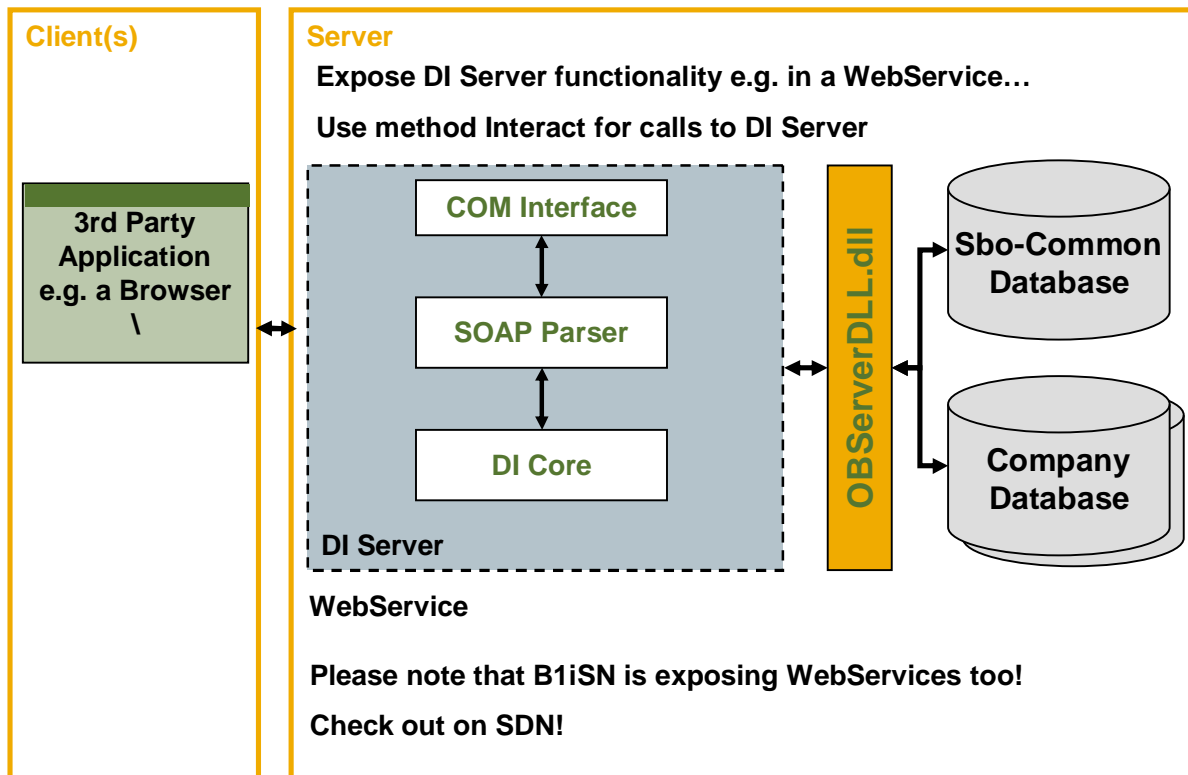 Client(s)
Server
Expose DI Server functionality e.g. in a WebService…
Use method Interact for calls to DI Server
3rd Party
Application
e.g. a Browser
\
COM Interface
SOAP Parser
DI Core
DI Server
OBServerDLL.dll
Sbo-Common
Database
Company
Database
WebService
Please note that B1iSN is exposing WebServices too!
Check out on SDN!